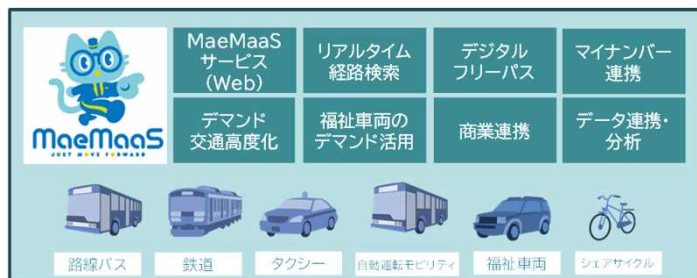 MaeMaaS
JUST MOVE FORWARD
MaeMaaS
サービス
(Web)
リアルタイム
経路検索
デジタル
フリーパス
マイナンバー
連携
デマンド
交通高度化
福祉車両の
デマンド活用
商業連携
データ連携・
分析
路線バス
鉄道
タクシー
自動運転モビリティ
福祉車両
シェアサイクル